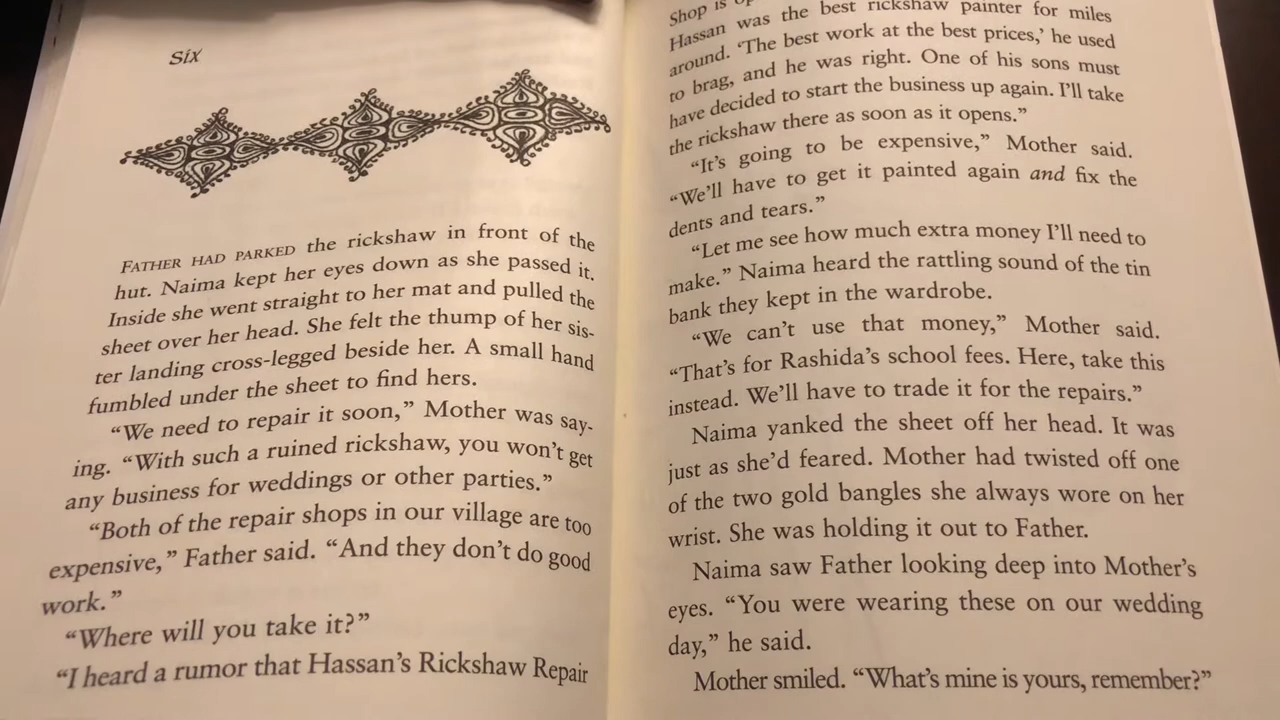 Six
FATHER HAD PARKED the rickshaw in front of the
hut. Naima kept her eyes down as she passed it.
Inside she went straight to her mat and pulled the
sheet over her head. She felt the thump of her sis-
ter landing cross-legged beside her. A small hand
fumbled under the sheet to find hers.
“We need to repair it soon,” Mother was say-
ing. “With such a ruined rickshaw, you won’t get
any business for weddings or other parties.”
“Both of the repair shops in our village are too
expensive,” Father said. “And they don’t do good
work.”
“Where will you take it?”
“I heard a rumor that Hassan’s Rickshaw Repair
Shop is
Hassan was the best rickshaw painter for miles
around. ‘The best work at the best prices,’ he used
to brag, and he was right. One of his sons must
have decided to start the business up again. I’ll take
the rickshaw there as soon as it opens.”
“It’s going to be expensive,” Mother said.
“We’ll have to get it painted again and fix the
dents and tears.”
“Let me see how much extra money I’ll need to
make.” Naima heard the rattling sound of the tin
bank they kept in the wardrobe.
“We can’t use that money,” Mother said.
“That’s for Rashida’s school fees. Here, take this
instead. We’ll have to trade it for the repairs.”
Naima yanked the sheet off her head. It was
just as she’d feared. Mother had twisted off one
of the two gold bangles she always wore on her
wrist. She was holding it out to Father.
Naima saw Father looking deep into Mother’s
eyes. “You were wearing these on our wedding
day,” he said.
Mother smiled. “What’s mine is yours, remember?”